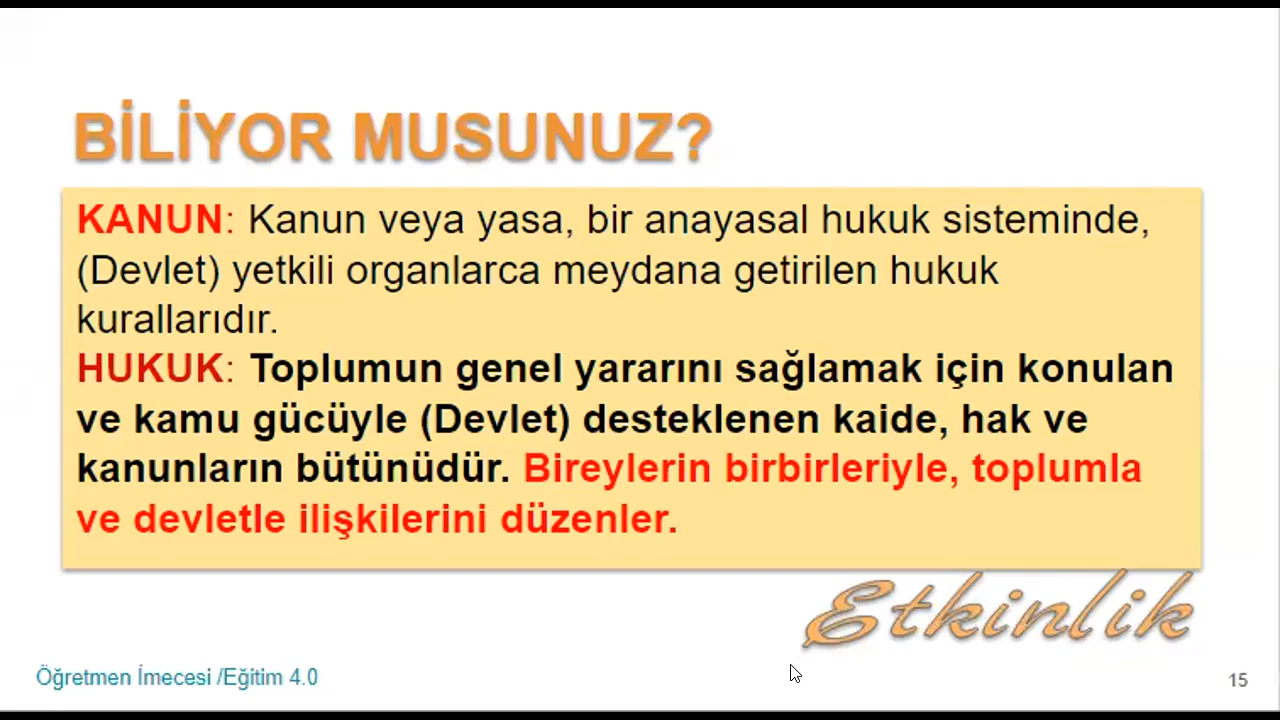 BİLİYOR MUSUNUZ?
KANUN: Kanun veya yasa, bir anayasal hukuk sisteminde,
(Devlet) yetkili organlarca meydana getirilen hukuk
kurallarıdır.
HUKUK: Toplumun genel yararını sağlamak için konulan
ve kamu gücüyle (Devlet) desteklenen kaide, hak ve
kanunların bütünüdür. Bireylerin birbirleriyle, toplumla
ve devletle ilişkilerini düzenler.
Etkinlik
Öğretmen İmecesi /Eğitim 4.0
15